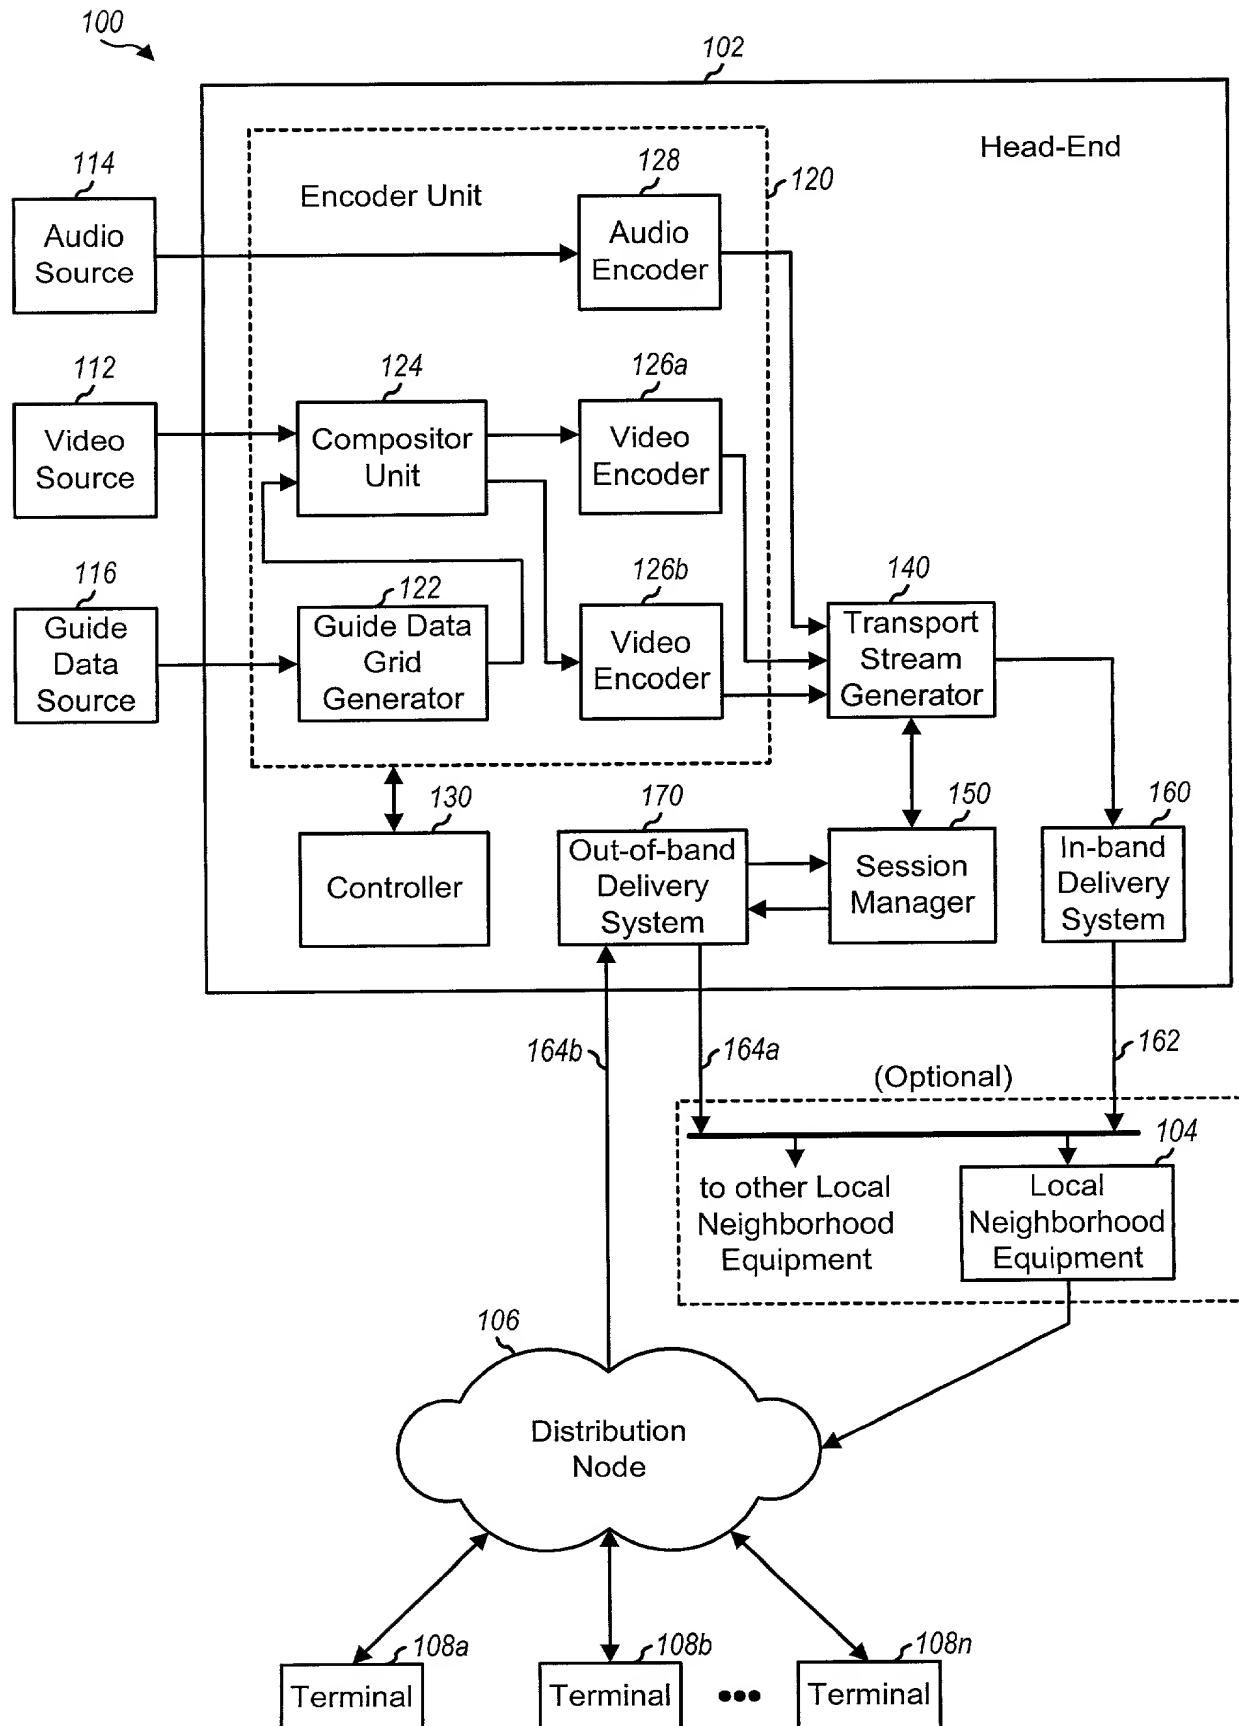 100
102
Head-End
114
Audio
Source
Encoder Unit
128
120
Audio
Encoder
112
Video
Source
124
Compositor
Unit
126a
Video
Encoder
116
Guide
Data
Source
122
Guide Data
Grid
Generator
126b
Video
Encoder
140
Transport
Stream
Generator
130
Controller
170
Out-of-band
Delivery
System
150
Session
Manager
160
In-band
Delivery
System
164b
164a
162
(Optional)
104
to other Local
Neighborhood
Equipment
Local
Neighborhood
Equipment
106
Distribution
Node
108a
Terminal
108b
Terminal
108n
Terminal